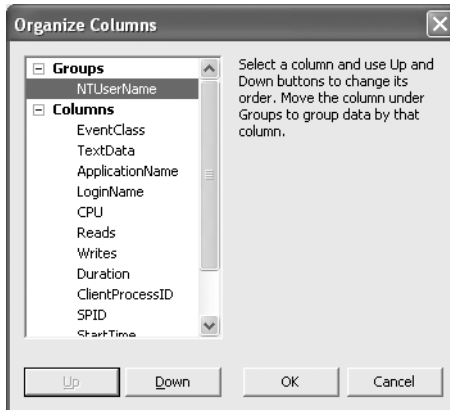 Organize Columns
Groups
NTUserName
Columns
EventClass
TextData
ApplicationName
LoginName
CPU
Reads
Writes
Duration
ClientProcessID
SPID
StartTime
Select a column and use Up and
Down buttons to change its
order. Move the column under
Groups to group data by that
column.
Up
Down
OK
Cancel